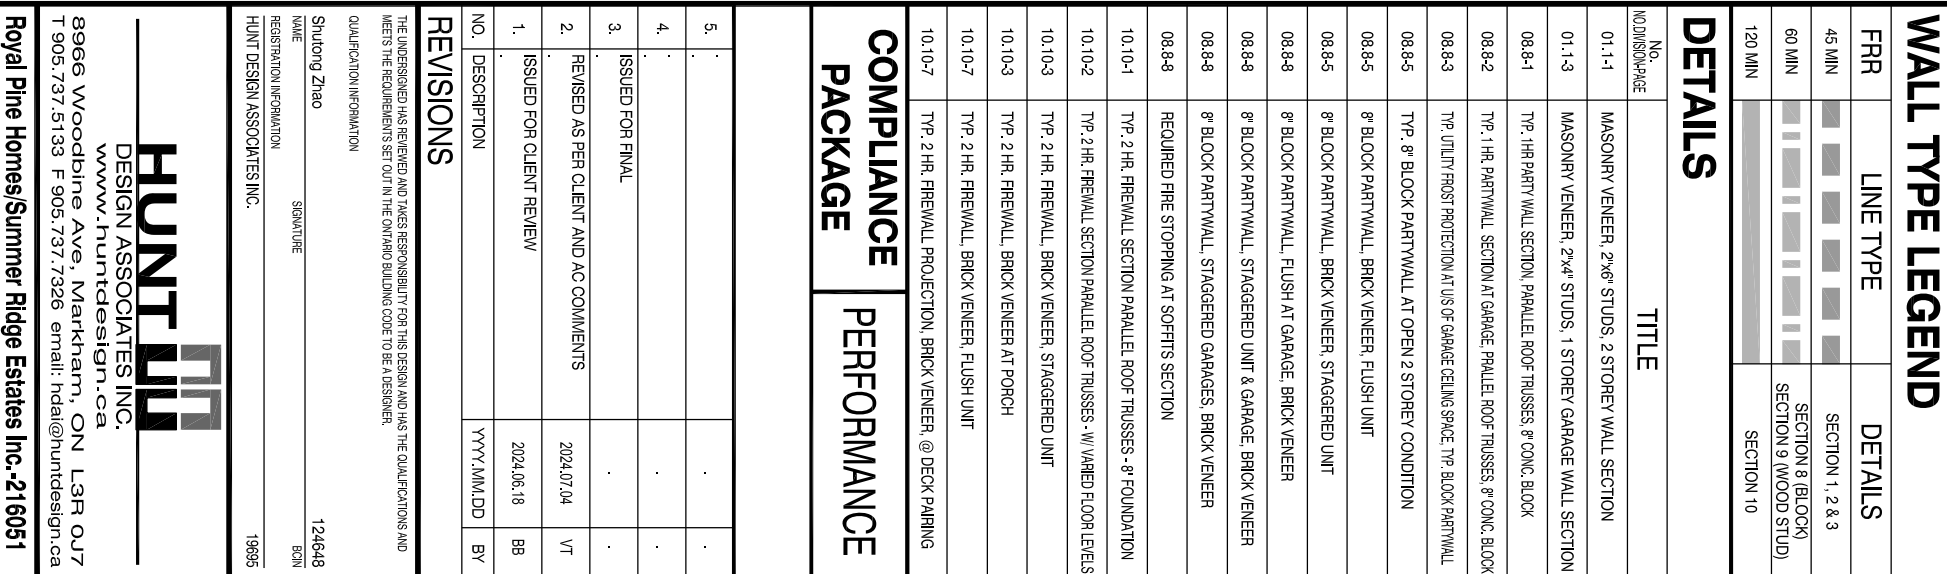 WALL TYPE LEGEND
FRR LINE TYPE DETAILS
45 MIN SECTION 1, 2 & 3
60 MIN SECTION 8 (BLOCK)
SECTION 9 (WOOD STUD)
120 MIN SECTION 10
DETAILS
No.
NO.DIVISION-PAGE TITLE
01.1-1 MASONRY VENEER, 2"x6" STUDS, 2 STOREY WALL SECTION
01.1-3 MASONRY VENEER, 2"x4" STUDS, 1 STOREY GARAGE WALL SECTION
08.8-1 TYP. 1HR PARTY WALL SECTION, PARALLEL ROOF TRUSSES, 8" CONC. BLOCK
08.8-2 TYP. 1 HR. PARTYWALL SECTION AT GARAGE, PRALLEL ROOF TRUSSES, 8" CONC. BLOCK
08.8-3 TYP. UTILITY FROST PROTECTION AT U/S OF GARAGE CEILING SPACE, TYP. BLOCK PARTYWALL
08.8-5 TYP. 8" BLOCK PARTYWALL AT OPEN 2 STOREY CONDITION
08.8-5 8" BLOCK PARTYWALL, BRICK VENEER, FLUSH UNIT
08.8-5 8" BLOCK PARTYWALL, BRICK VENEER, STAGGERED UNIT
08.8-8 8" BLOCK PARTYWALL, FLUSH AT GARAGE, BRICK VENEER
08.8-8 8" BLOCK PARTYWALL, STAGGERED UNIT & GARAGE, BRICK VENEER
08.8-8 8" BLOCK PARTYWALL, STAGGERED GARAGES, BRICK VENEER
08.8-8 REQUIRED FIRE STOPPING AT SOFFITS SECTION
10.10-1 TYP. 2 HR. FIREWALL SECTION PARALLEL ROOF TRUSSES - 8' FOUNDATION
10.10-2 TYP. 2 HR. FIREWALL SECTION PARALLEL ROOF TRUSSES - W/ VARIED FLOOR LEVELS
10.10-3 TYP. 2 HR. FIREWALL, BRICK VENEER, STAGGERED UNIT
10.10-3 TYP. 2 HR. FIREWALL, BRICK VENEER AT PORCH
10.10-7 TYP. 2 HR. FIREWALL, BRICK VENEER, FLUSH UNIT
10.10-7 TYP. 2 HR. FIREWALL PROJECTION, BRICK VENEER, @ DECK PAIRING
COMPLIANCE
PACKAGE
PERFORMANCE
5. . . .
4. . . .
3. ISSUED FOR FINAL . .
2. REVISED AS PER CLIENT AND AC COMMENTS 2024.07.04 VT
1. ISSUED FOR CLIENT REVIEW 2024.06.18 BB
NO. DESCRIPTION YYYY.MM.DD BY
REVISIONS
THE UNDERSIGNED HAS REVIEWED AND TAKES RESPONSIBILITY FOR THIS DESIGN AND HAS THE QUALIFICATIONS AND
MEETS THE REQUIREMENTS SET OUT IN THE ONTARIO BUILDING CODE TO BE A DESIGNER.
QUALIFICATION INFORMATION
Shutong Zhao 124648
NAME SIGNATURE BCIN
REGISTRATION INFORMATION
HUNT DESIGN ASSOCIATES INC. 19695
HUNT
DESIGN ASSOCIATES INC.
www.huntdesign.ca
8966 Woodbine Ave, Markham, ON L3R 0J7
T 905.737.5133 F 905.737.7326 email: hdai@huntdesign.ca
Royal Pine Homes/Summer Ridge Estates Inc.-216051